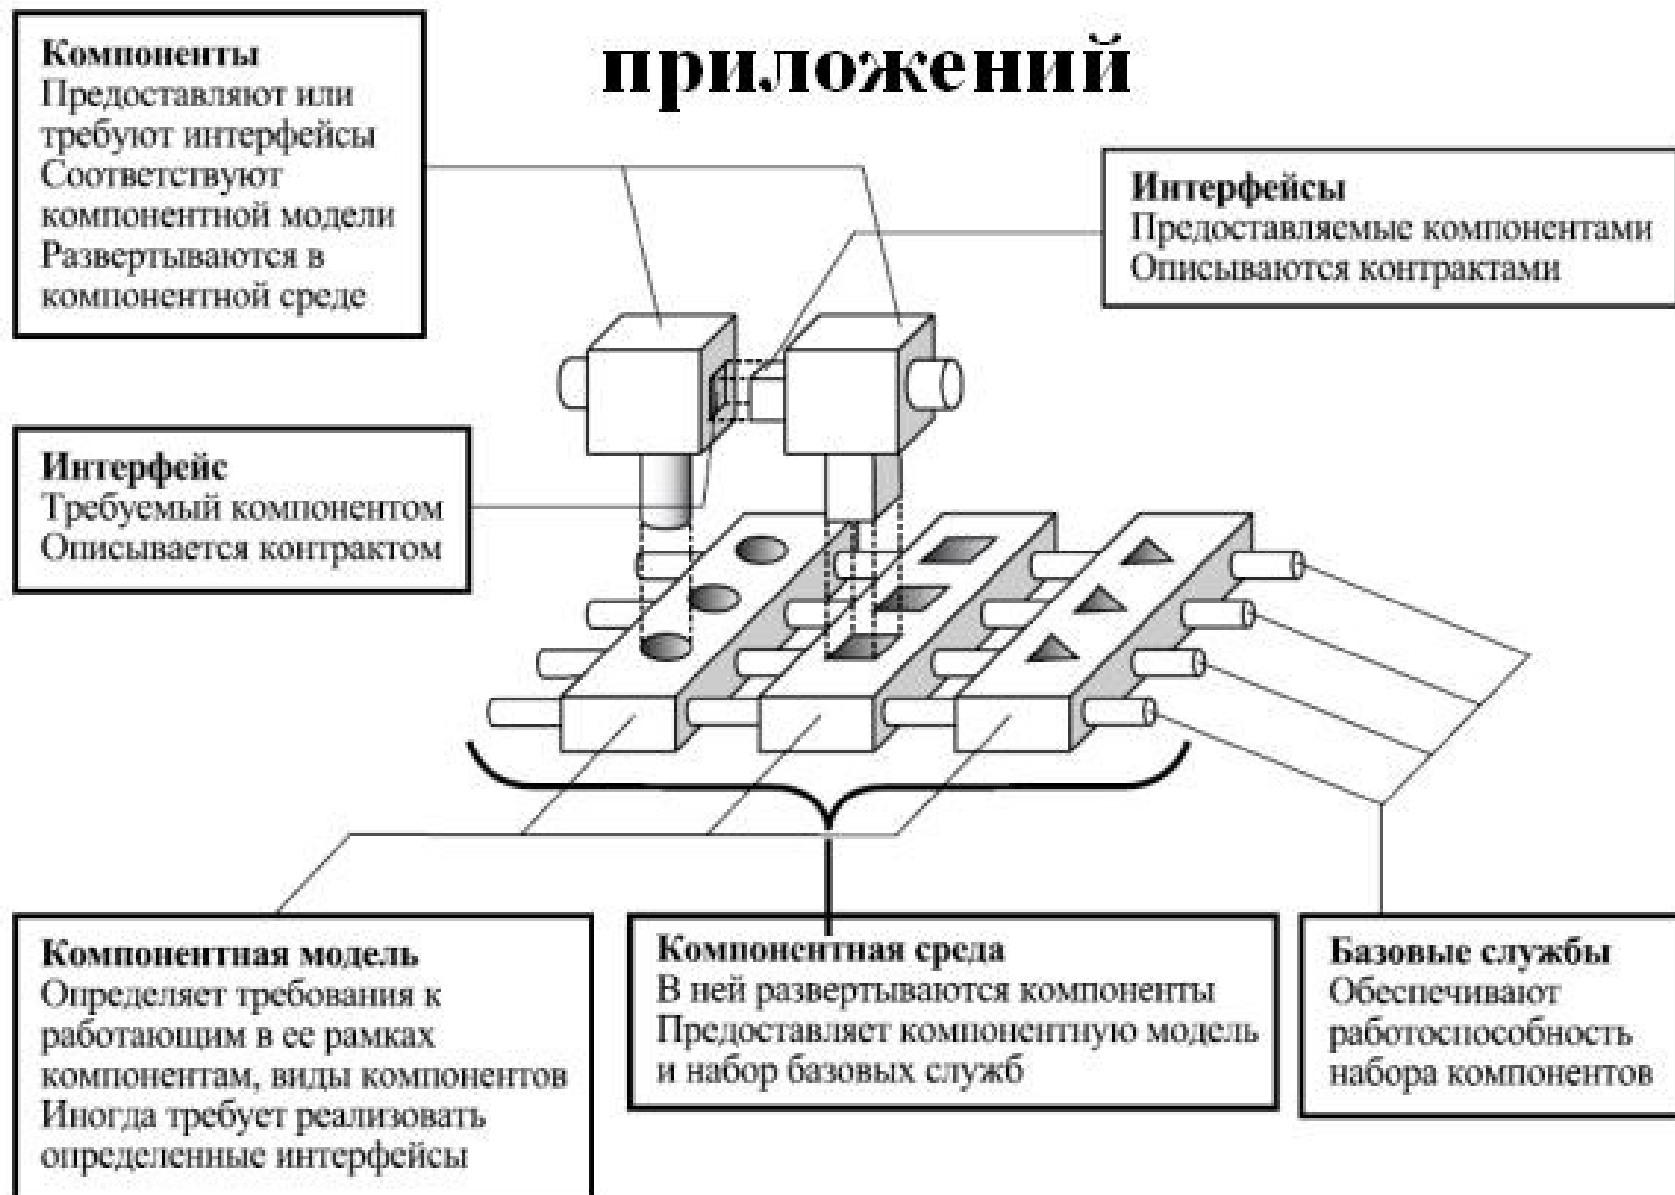 приложений
Компоненты
Предоставляют или
требуют интерфейсы
Соответствуют
компонентной модели
Развертываются в
компонентной среде
Интерфейсы
Предоставляемые компонентами
Описываются контрактами
Интерфейс
Требуемый компонентом
Описывается контрактом
Компонентная модель
Определяет требования к
работающим в ее рамках
компонентам, виды компонентов
Иногда требует реализовать
определенные интерфейсы
Компонентная среда
В ней развертываются компоненты
Предоставляет компонентную модель
и набор базовых служб
Базовые службы
Обеспечивают
работоспособность
набора компонентов